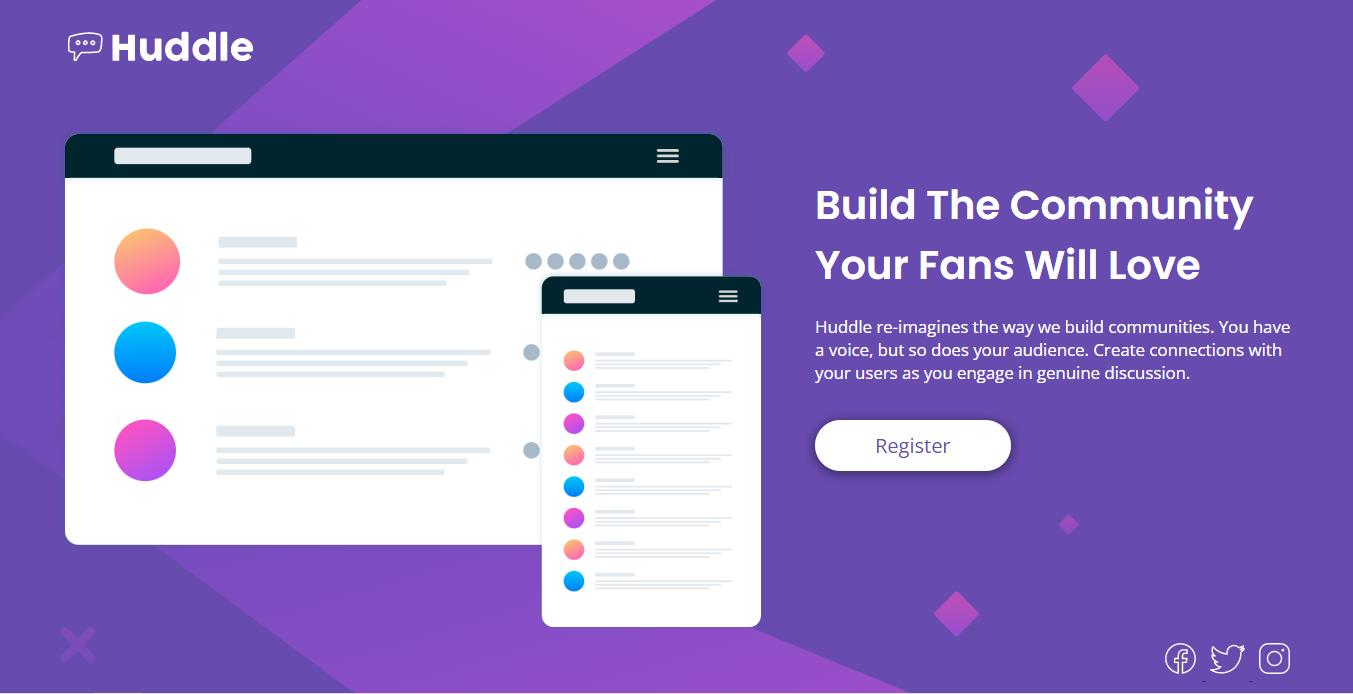 Huddle
Build The Community
Your Fans Will Love
Huddle re-imagines the way we build communities. You have
a voice, but so does your audience. Create connections with
your users as you engage in genuine discussion.
Register